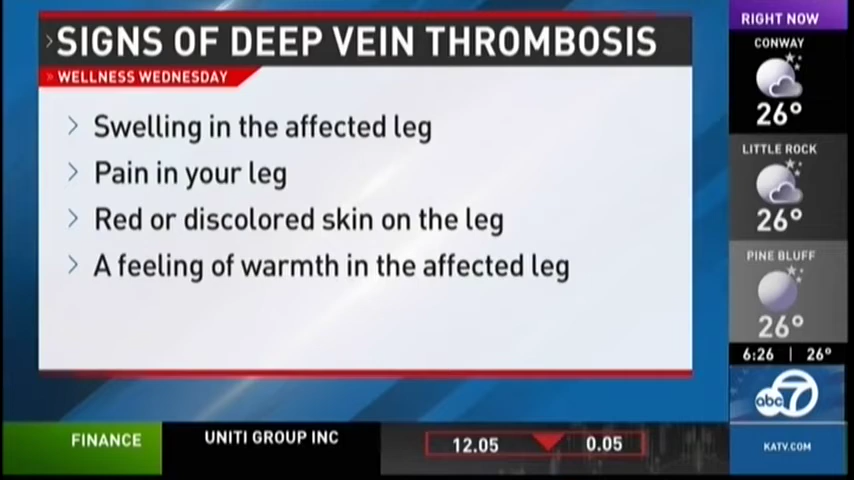 SIGNS OF DEEP VEIN THROMBOSIS
WELLNESS WEDNESDAY
Swelling in the affected leg
Pain in your leg
Red or discolored skin on the leg
A feeling of warmth in the affected leg
RIGHT NOW
CONWAY
26°
LITTLE ROCK
26°
PINE BLUFF
26°
6:26 | 26°
abc 7
KATV.COM
FINANCE
UNITI GROUP INC
12.05 0.05